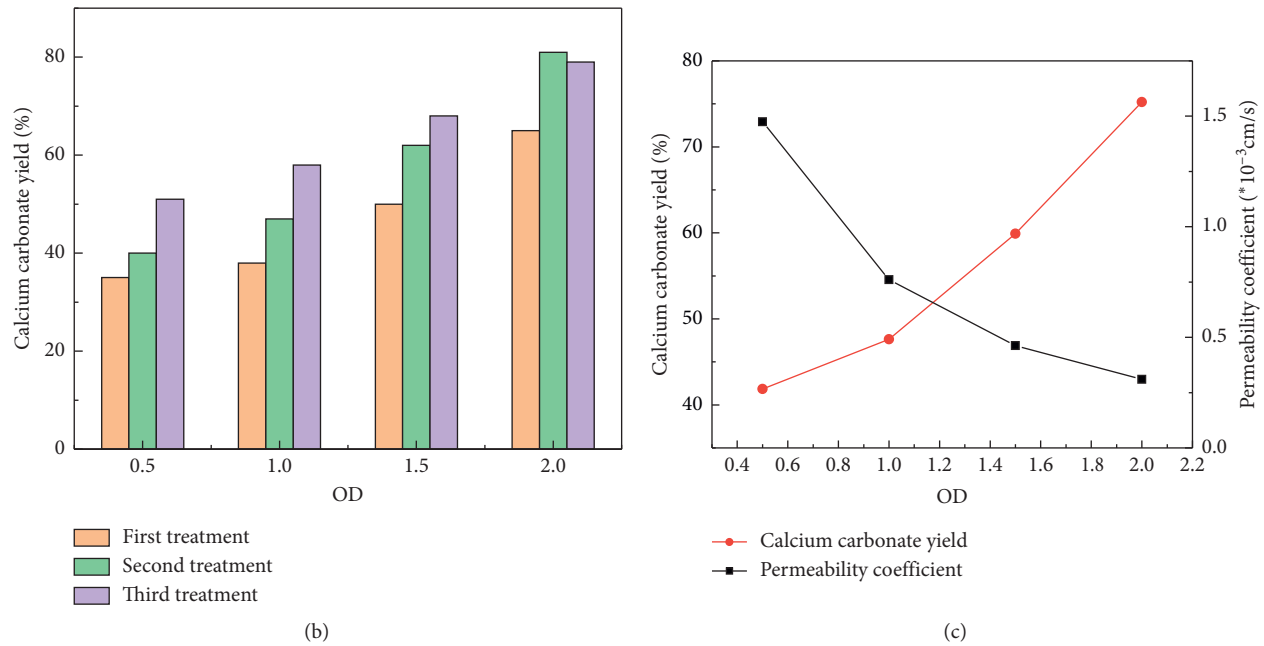 80
60
40
20
0
Calcium carbonate yield (%)
0.5 1.0 1.5 2.0
OD
First treatment
Second treatment
Third treatment
(b)
80
70
60
50
40
Calcium carbonate yield (%)
1.5
1.0
0.5
0.0
Permeability coefficient (*10⁻³cm/s)
0.4 0.6 0.8 1.0 1.2 1.4 1.6 1.8 2.0 2.2
OD
Calcium carbonate yield
Permeability coefficient
(c)